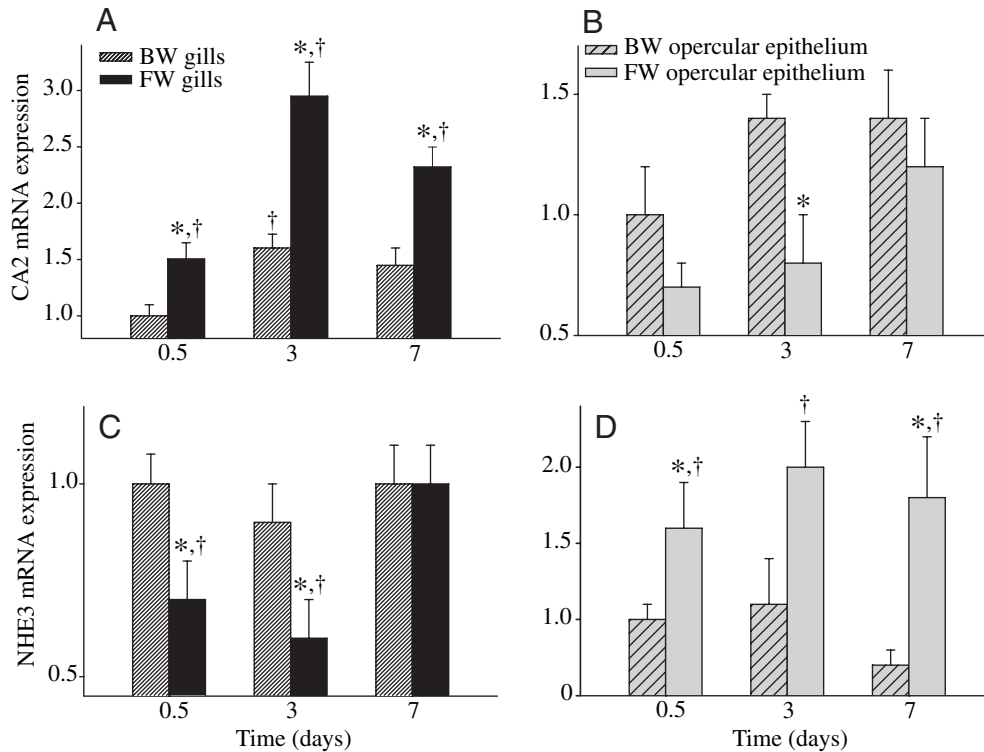 A
BW gills
FW gills
CA2 mRNA expression
3.0
2.5
2.0
1.5
1.0
*,†
†
*,†
*,†
0.5 3 7
B
BW opercular epithelium
FW opercular epithelium
1.5
1.0
0.5
*
0.5 3 7
C
NHE3 mRNA expression
1.0
0.5
*,†
*,†
0.5 3 7
Time (days)
D
2.0
1.5
1.0
0
*,†
†
*,†
0.5 3 7
Time (days)